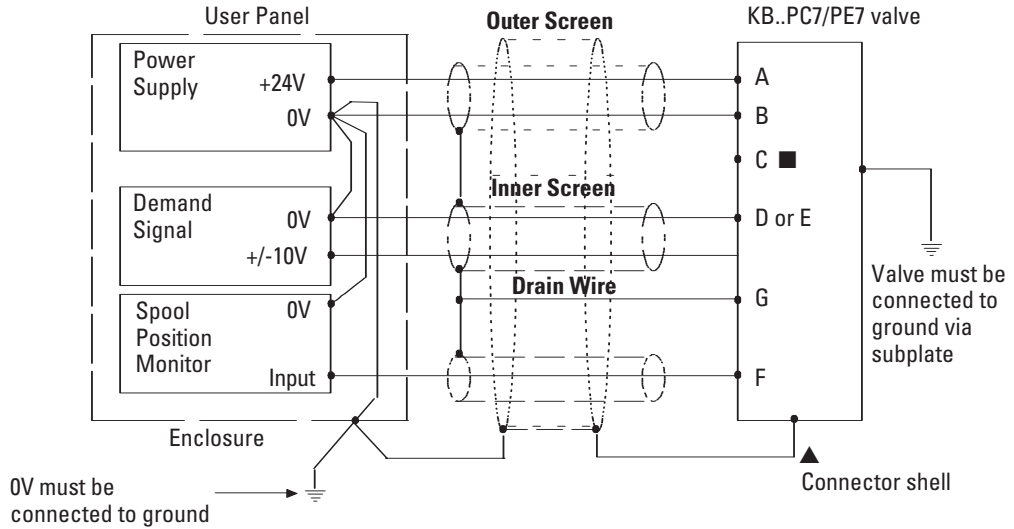 User Panel
Outer Screen
KB..PC7/PE7 valve
Power
Supply
+24V
0V
A
B
C ■
Inner Screen
Demand
Signal
0V
+/-10V
D or E
Drain Wire
G
Valve must be
connected to
ground via
subplate
Spool
Position
Monitor
0V
Input
F
Enclosure
▲
Connector shell
0V must be
connected to ground